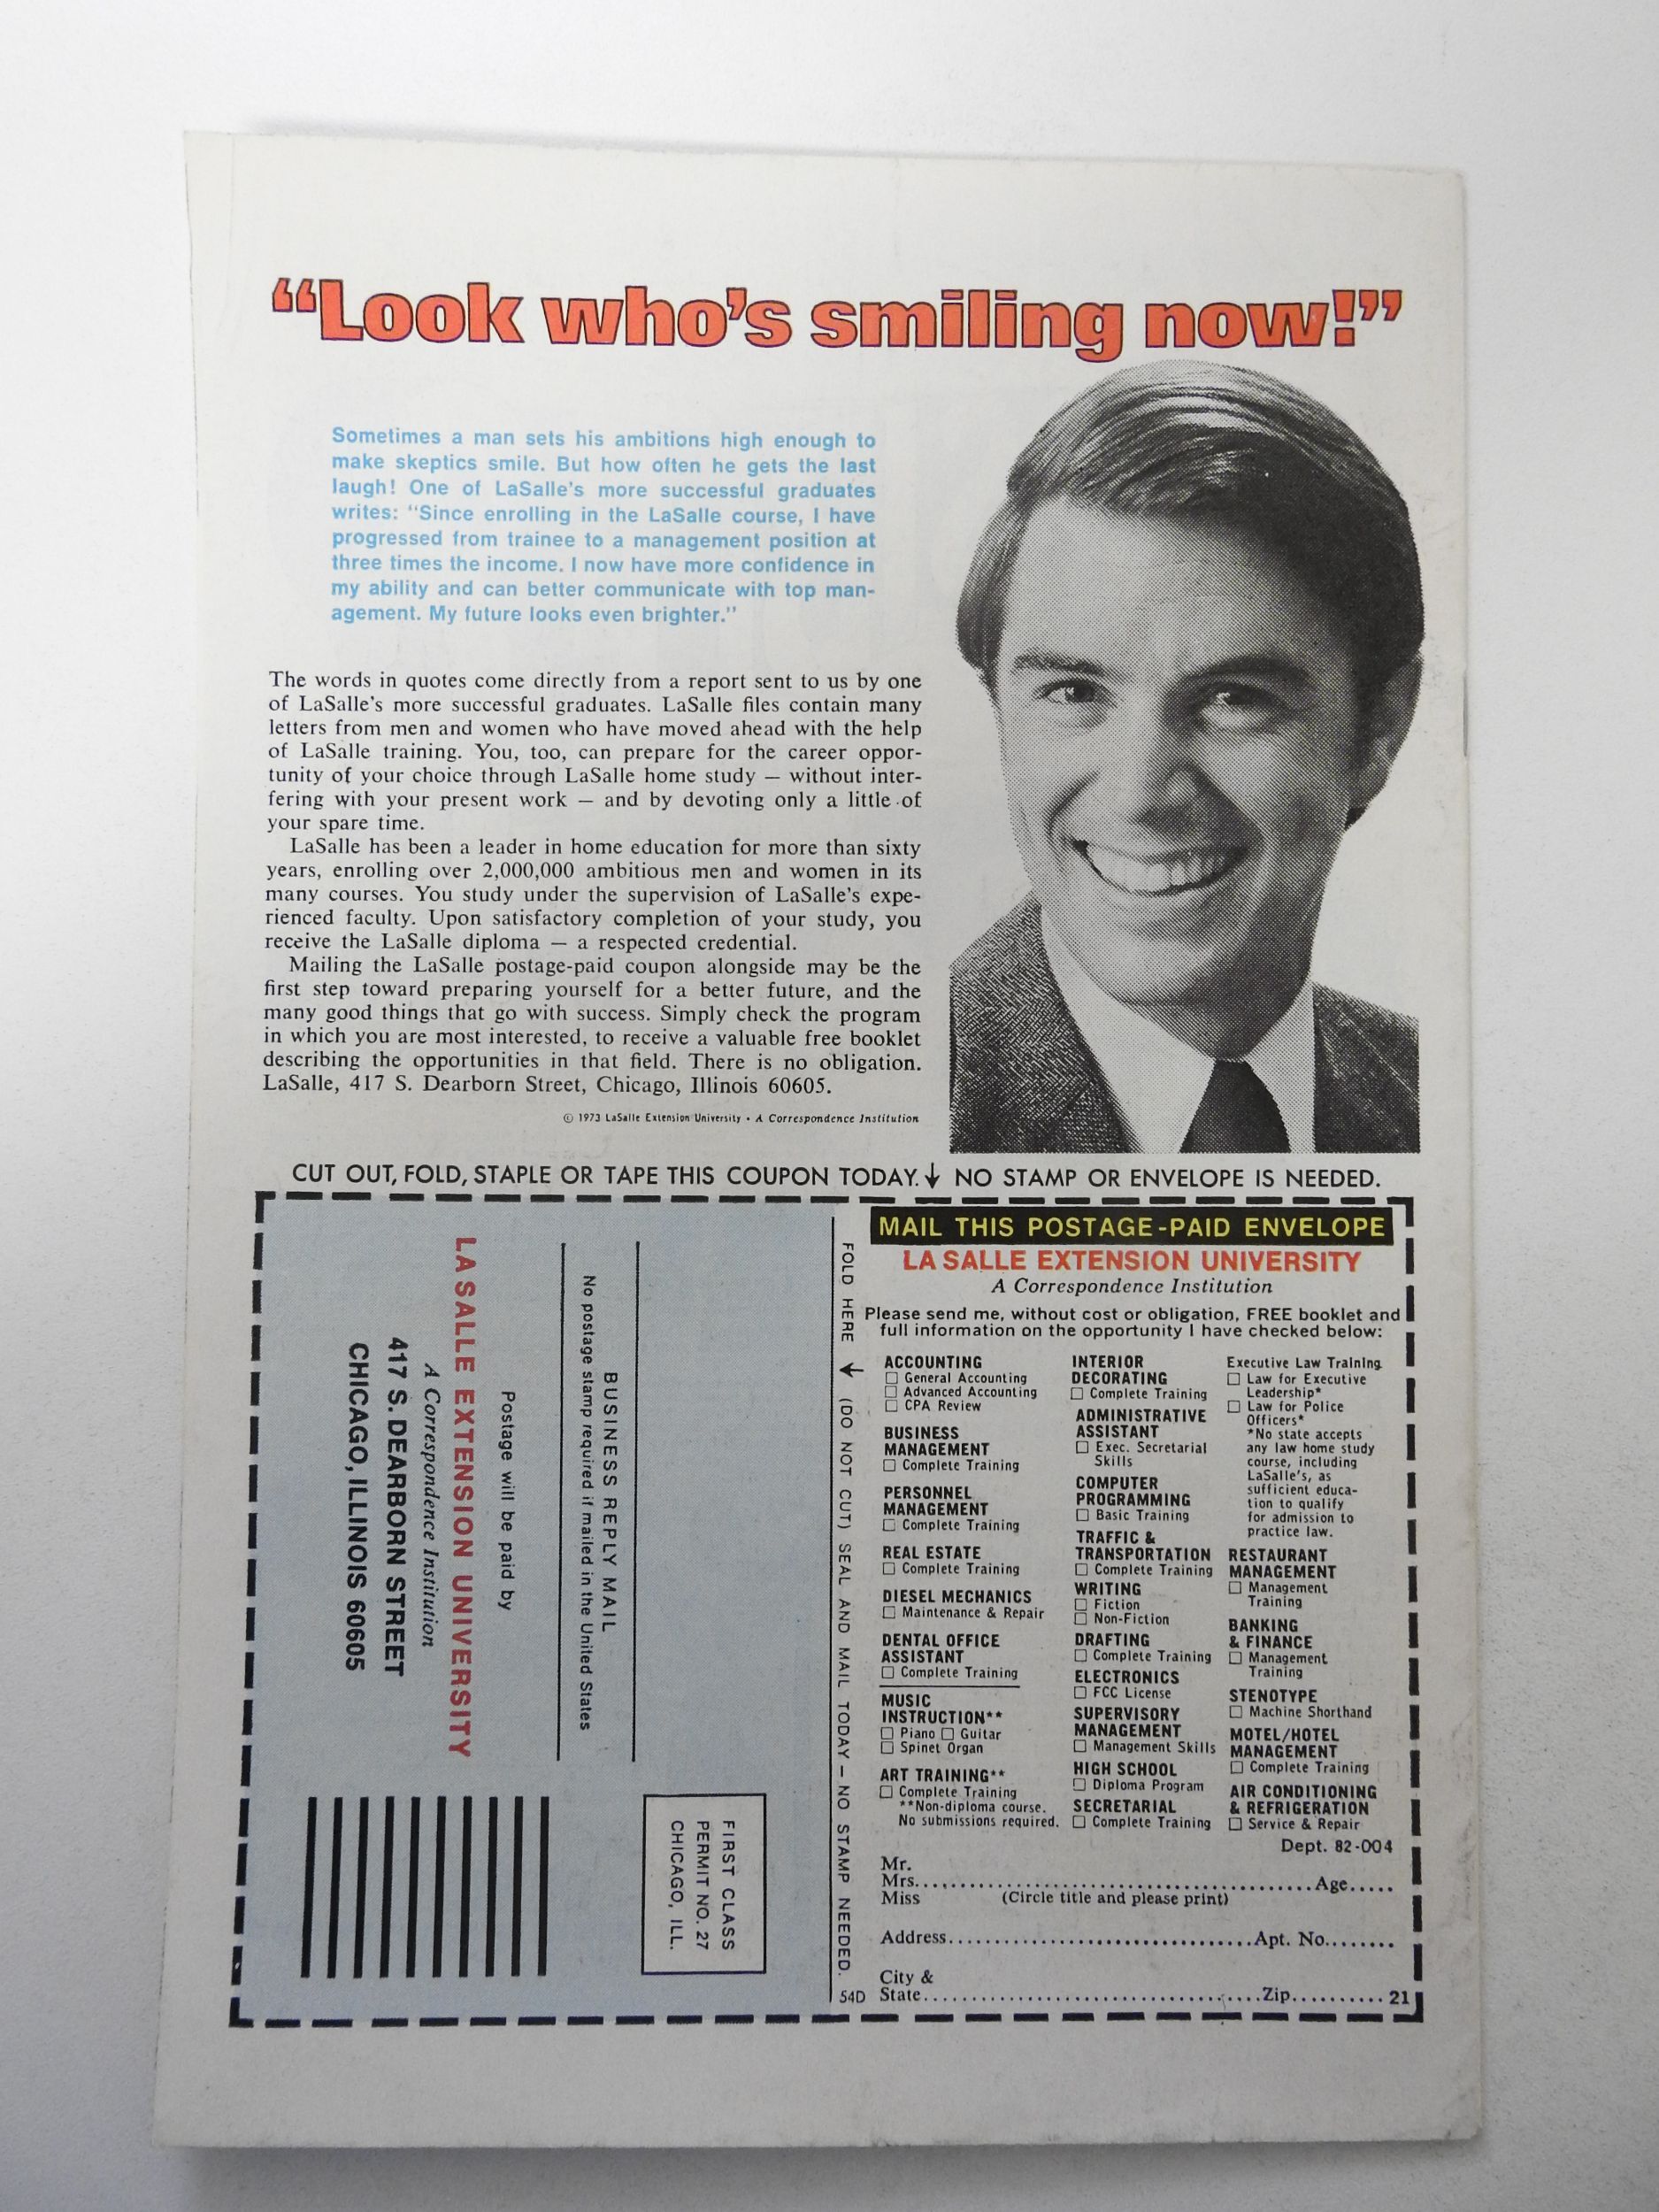 “Look who’s smiling now!”
Sometimes a man sets his ambitions high enough to
make skeptics smile. But how often he gets the last
laugh! One of LaSalle’s more successful graduates
writes: “Since enrolling in the LaSalle course, I have
progressed from trainee to a management position at
three times the income. I now have more confidence in
my ability and can better communicate with top man-
agement. My future looks even brighter.”
The words in quotes come directly from a report sent to us by one
of LaSalle’s more successful graduates. LaSalle files contain many
letters from men and women who have moved ahead with the help
of LaSalle training. You, too, can prepare for the career oppor-
tunity of your choice through LaSalle home study — without inter-
fering with your present work — and by devoting only a little of
your spare time.
LaSalle has been a leader in home education for more than sixty
years, enrolling over 2,000,000 ambitious men and women in its
many courses. You study under the supervision of LaSalle’s expe-
rienced faculty. Upon satisfactory completion of your study, you
receive the LaSalle diploma — a respected credential.
Mailing the LaSalle postage-paid coupon alongside may be the
first step toward preparing yourself for a better future, and the
many good things that go with success. Simply check the program
in which you are most interested, to receive a valuable free booklet
describing the opportunities in that field. There is no obligation.
LaSalle, 417 S. Dearborn Street, Chicago, Illinois 60605.
© 1973 LaSalle Extension University • A Correspondence Institution
CUT OUT, FOLD, STAPLE OR TAPE THIS COUPON TODAY.↓ NO STAMP OR ENVELOPE IS NEEDED.
FIRST CLASS
PERMIT NO. 27
CHICAGO, ILL.
BUSINESS REPLY MAIL
No postage stamp required if mailed in the United States
Postage will be paid by
LA SALLE EXTENSION UNIVERSITY
A Correspondence Institution
417 S. DEARBORN STREET
CHICAGO, ILLINOIS 60605
FOLD HERE ← (DO NOT CUT) SEAL AND MAIL TODAY — NO STAMP NEEDED.
54D
MAIL THIS POSTAGE-PAID ENVELOPE
LA SALLE EXTENSION UNIVERSITY
A Correspondence Institution
Please send me, without cost or obligation, FREE booklet and
full information on the opportunity I have checked below:
ACCOUNTING
☐ General Accounting
☐ Advanced Accounting
☐ CPA Review
BUSINESS
MANAGEMENT
☐ Complete Training
PERSONNEL
MANAGEMENT
☐ Complete Training
REAL ESTATE
☐ Complete Training
DIESEL MECHANICS
☐ Maintenance & Repair
DENTAL OFFICE
ASSISTANT
☐ Complete Training
MUSIC
INSTRUCTION**
☐ Piano ☐ Guitar
☐ Spinet Organ
ART TRAINING**
☐ Complete Training
**Non-diploma course.
No submissions required.
INTERIOR
DECORATING
☐ Complete Training
ADMINISTRATIVE
ASSISTANT
☐ Exec. Secretarial
Skills
COMPUTER
PROGRAMMING
☐ Basic Training
TRAFFIC &
TRANSPORTATION
☐ Complete Training
WRITING
☐ Fiction
☐ Non-Fiction
DRAFTING
☐ Complete Training
ELECTRONICS
☐ FCC License
SUPERVISORY
MANAGEMENT
☐ Management Skills
HIGH SCHOOL
☐ Diploma Program
SECRETARIAL
☐ Complete Training
Executive Law Training
☐ Law for Executive
Leadership*
☐ Law for Police
Officers*
*No state accepts
any law home study
course, including
LaSalle’s, as
sufficient educa-
tion to qualify
for admission to
practice law.
RESTAURANT
MANAGEMENT
☐ Management
Training
BANKING
& FINANCE
☐ Management
Training
STENOTYPE
☐ Machine Shorthand
MOTEL/HOTEL
MANAGEMENT
☐ Complete Training
AIR CONDITIONING
& REFRIGERATION
☐ Service & Repair
Dept. 82-004
Mr.
Mrs.......................................................Age.....
Miss (Circle title and please print)
Address..........................................Apt. No........
City &
State.............................................Zip..........21